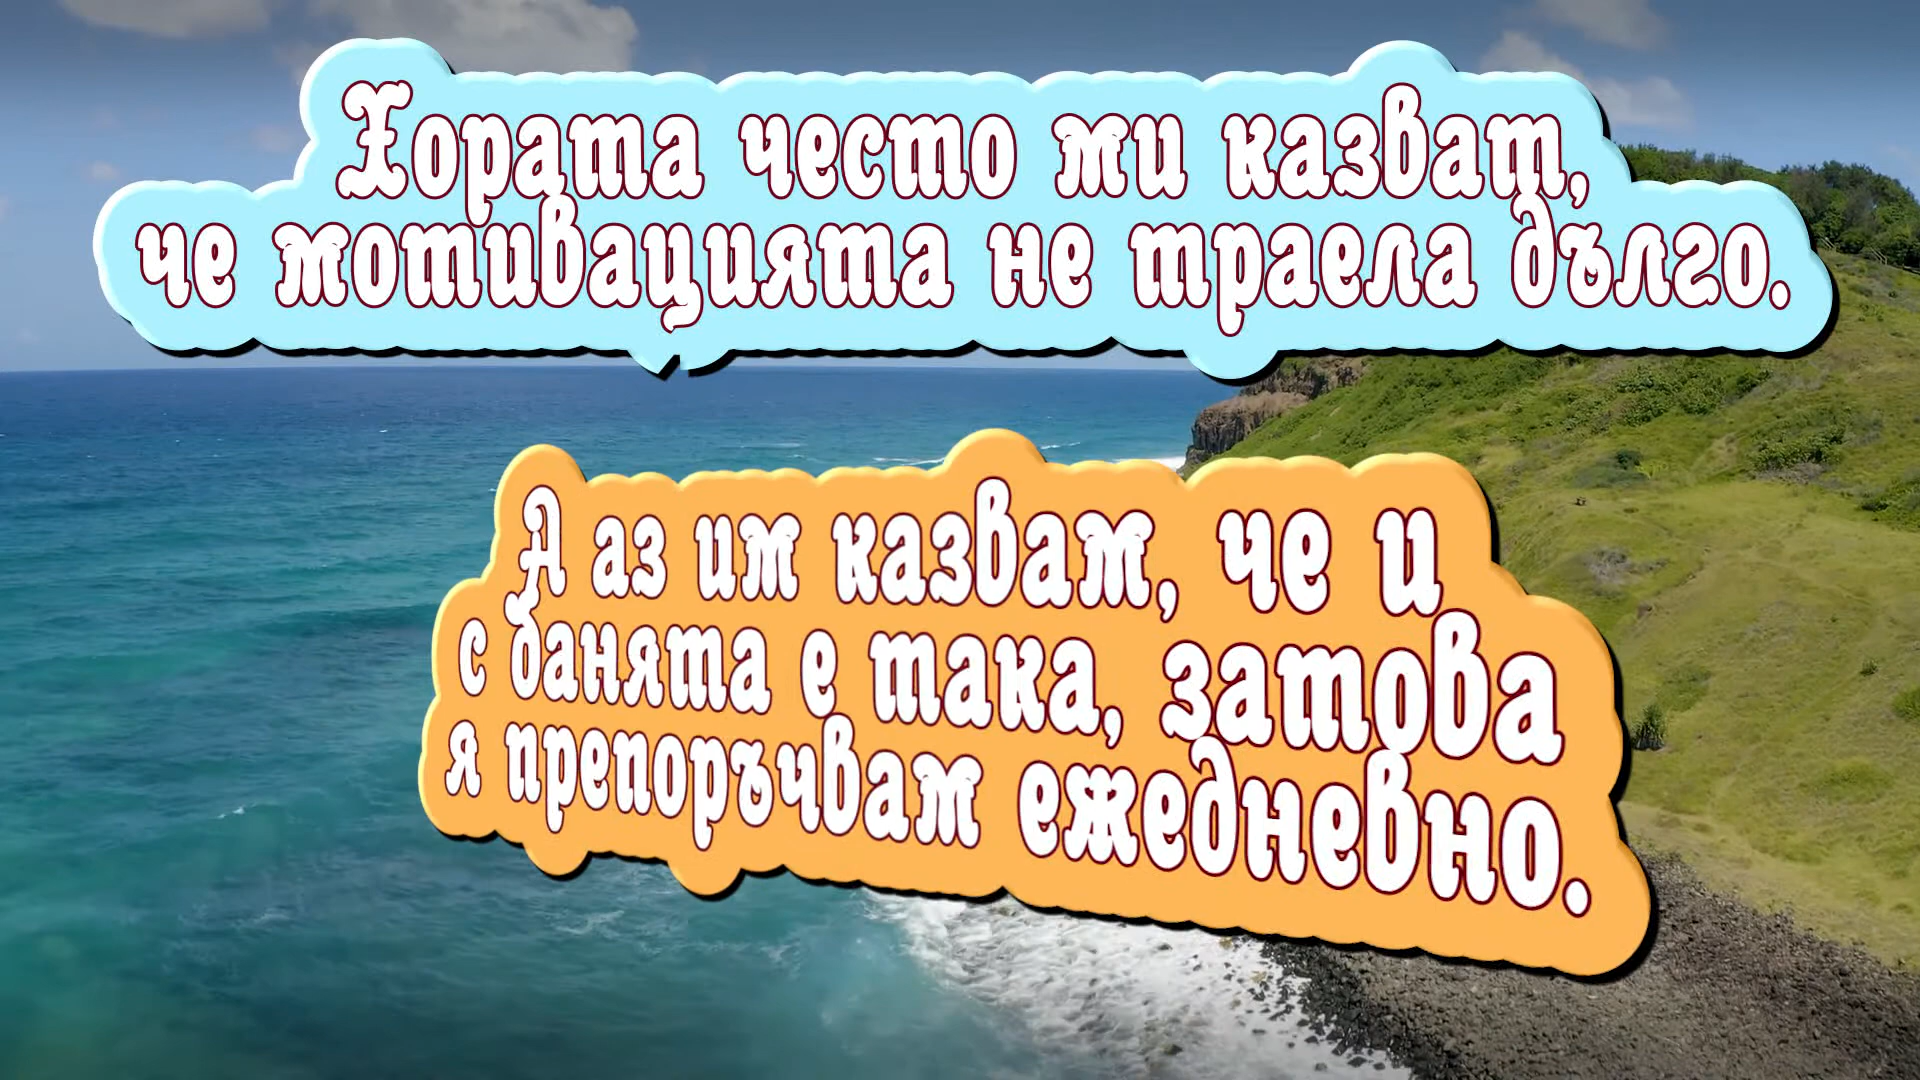 Хората често ми казват,
че мотивацията не траела дълго.
А аз им казвам, че и
с банята е така, затова
я препоръчвам ежедневно.